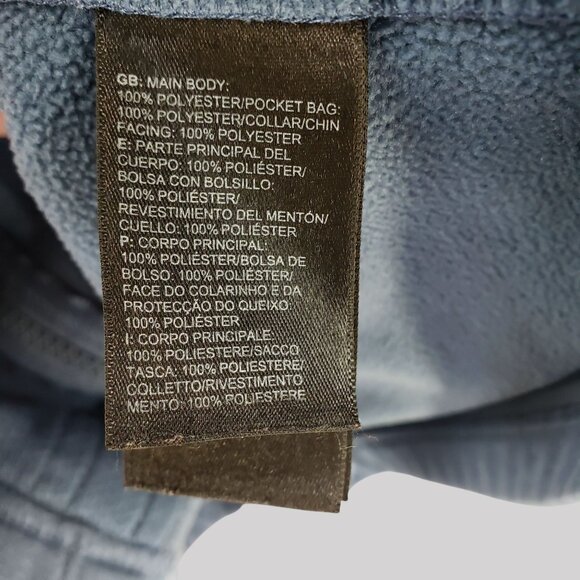 GB: MAIN BODY:
100% POLYESTER/POCKET BAG:
100% POLYESTER/COLLAR/CHIN
FACING: 100% POLYESTER
E: PARTE PRINCIPAL DEL
CUERPO: 100% POLIÉSTER/
BOLSA CON BOLSILLO:
100% POLIÉSTER/
REVESTIMIENTO DEL MENTÓN/
CUELLO: 100% POLIÉSTER
P: CORPO PRINCIPAL:
100% POLIÉSTER/BOLSA DE
BOLSO: 100% POLIÉSTER/
FACE DO COLARINHO E DA
PROTECÇÃO DO QUEIXO:
100% POLIÉSTER
I: CORPO PRINCIPALE:
100% POLIESTERE/SACCO
TASCA: 100% POLIESTERE/
COLLETTO/RIVESTIMENTO
MENTO: 100% POLIESTERE